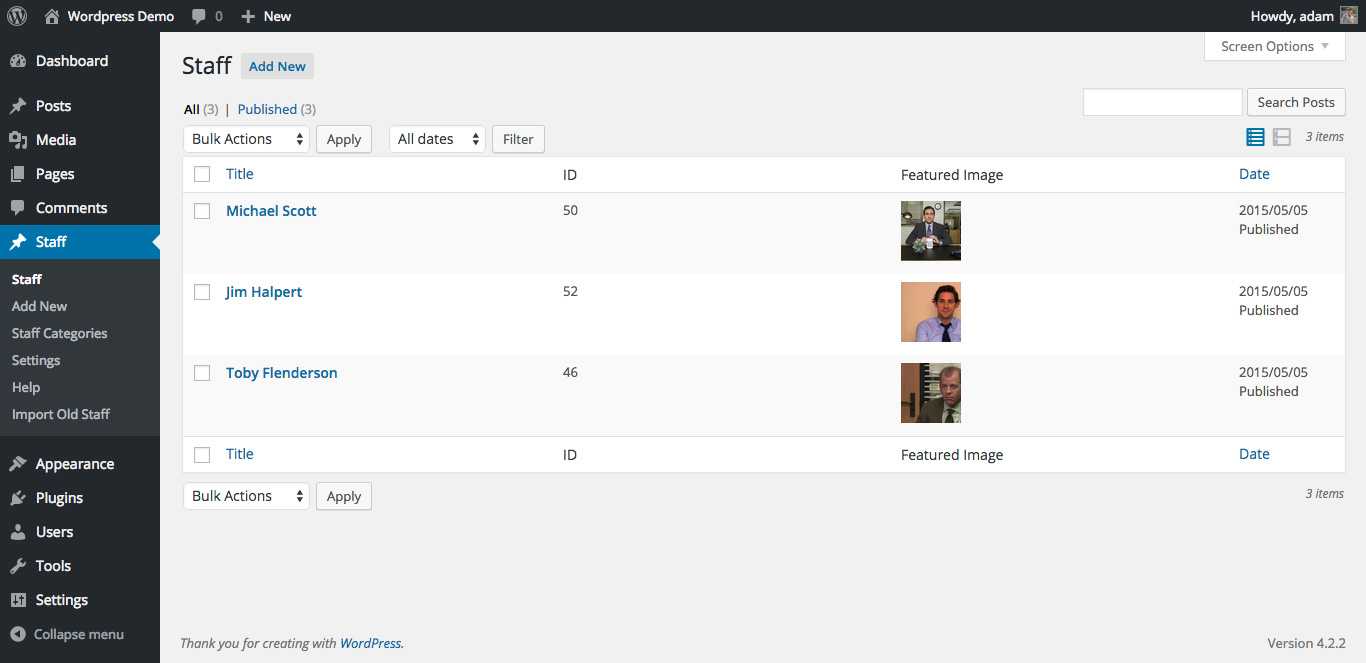 Wordpress Demo 0 New Howdy, adam
Dashboard
Posts
Media
Pages
Comments
Staff
Staff
Add New
Staff Categories
Settings
Help
Import Old Staff
Appearance
Plugins
Users
Tools
Settings
Collapse menu
Screen Options
Staff Add New
All (3) | Published (3)
Search Posts
Bulk Actions Apply All dates Filter 3 items
Title ID Featured Image Date
Michael Scott 50 2015/05/05
Published
Jim Halpert 52 2015/05/05
Published
Toby Flenderson 46 2015/05/05
Published
Title ID Featured Image Date
Bulk Actions Apply 3 items
Thank you for creating with WordPress. Version 4.2.2